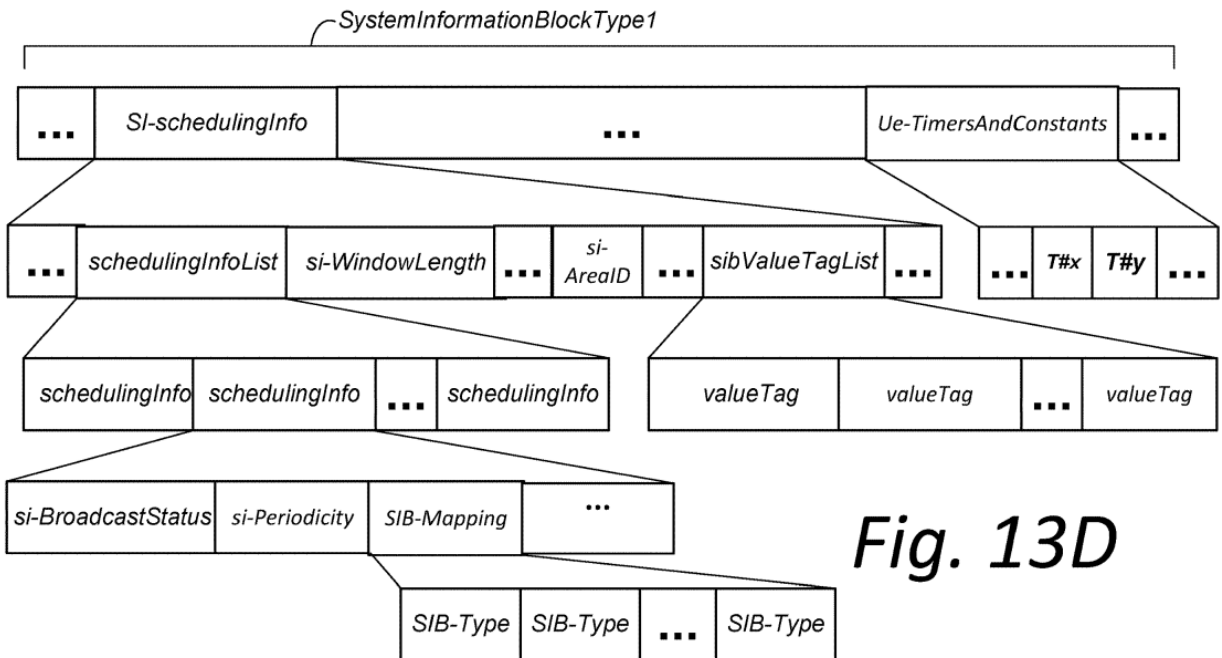 SystemInformationBlockType1
... SI-schedulingInfo ... Ue-TimersAndConstants ...
... schedulingInfoList si-WindowLength ... si-AreaID ... sibValueTagList ... ... T#x T#y ...
schedulingInfo schedulingInfo ... schedulingInfo valueTag valueTag ... valueTag
si-BroadcastStatus si-Periodicity SIB-Mapping ...
Fig. 13D
SIB-Type SIB-Type ... SIB-Type